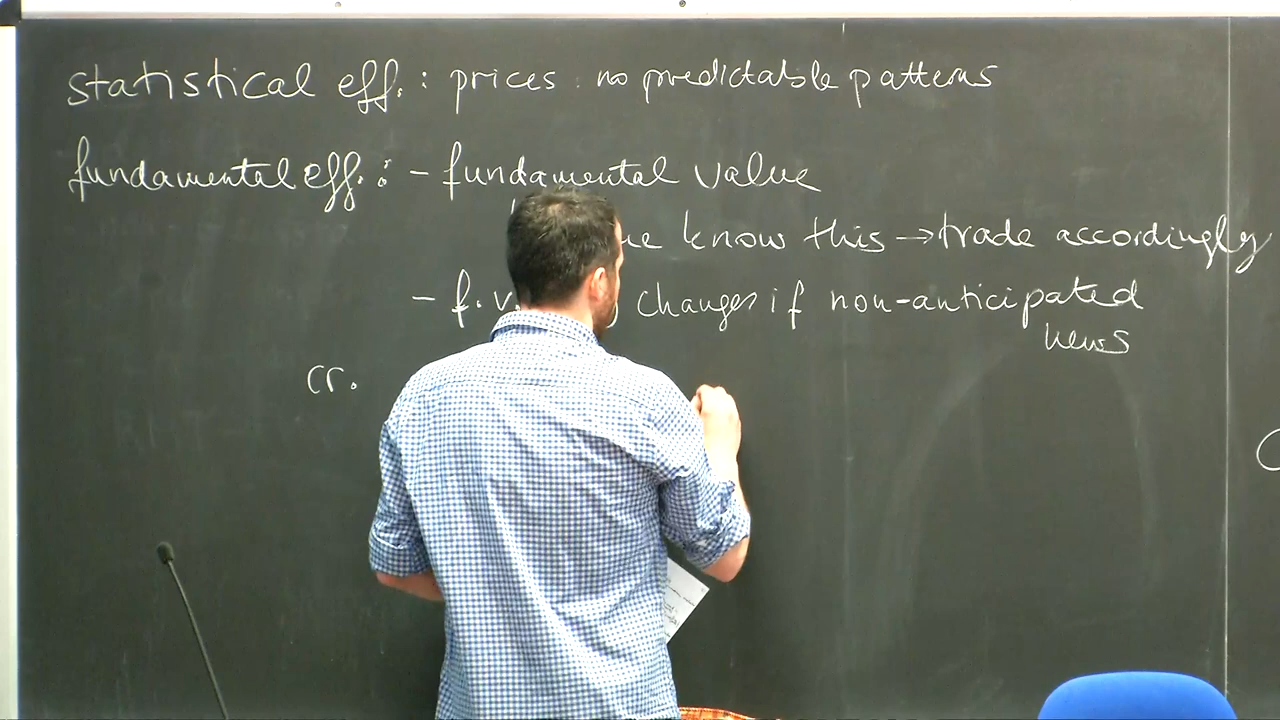 statistical eff. : prices : no predictable patterns
fundamental eff. : - fundamental value
know this → trade accordingly
- f. v. changes if non-anticipated
news
cr.